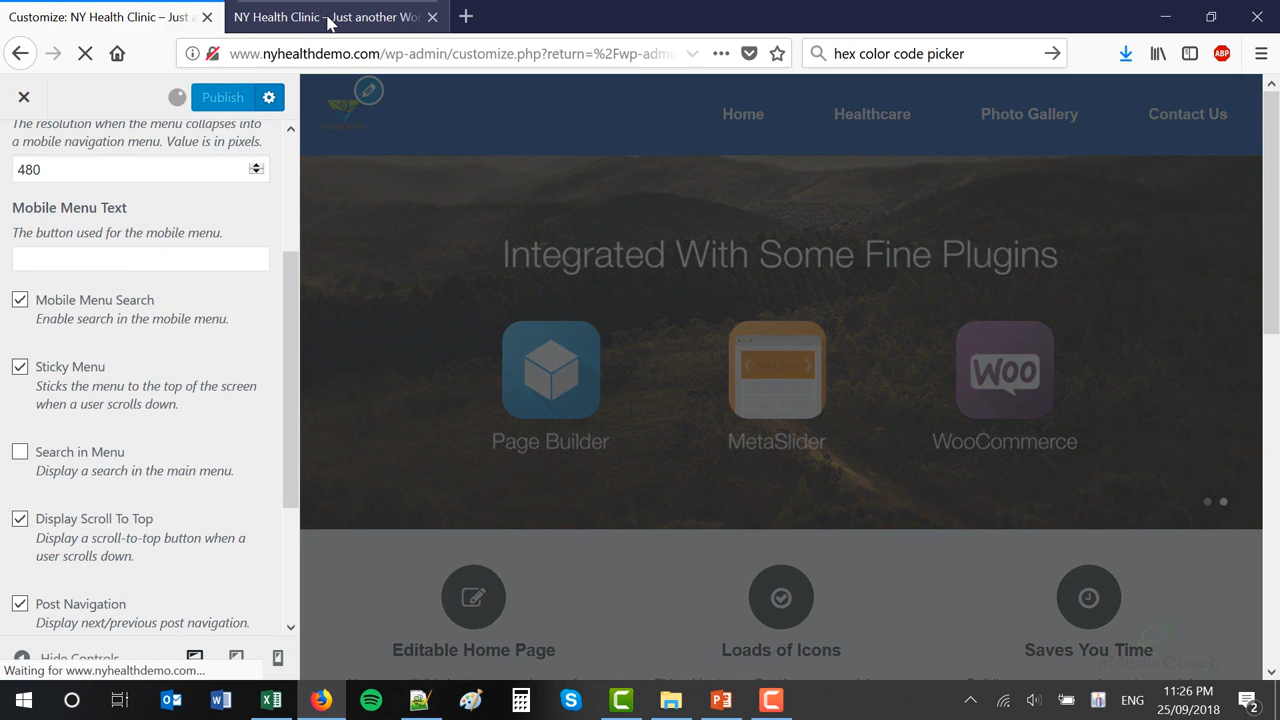 Customize: NY Health Clinic – Just a
NY Health Clinic – Just another Wo
www.nyhealthdemo.com/wp-admin/customize.php?return=%2Fwp-admi
hex color code picker
ABP
Publish
The resolution when the menu collapses into
a mobile navigation menu. Value is in pixels.
480
Mobile Menu Text
The button used for the mobile menu.
Mobile Menu Search
Enable search in the mobile menu.
Sticky Menu
Sticks the menu to the top of the screen
when a user scrolls down.
Search in Menu
Display a search in the main menu.
Display Scroll To Top
Display a scroll-to-top button when a
user scrolls down.
Post Navigation
Display next/previous post navigation.
Hide Controls
Waiting for www.nyhealthdemo.com...
Home
Healthcare
Photo Gallery
Contact Us
Integrated With Some Fine Plugins
WOO
Page Builder
MetaSlider
WooCommerce
Editable Home Page
Loads of Icons
Saves You Time
eMediaCoach
ENG
11:26 PM
25/09/2018
2